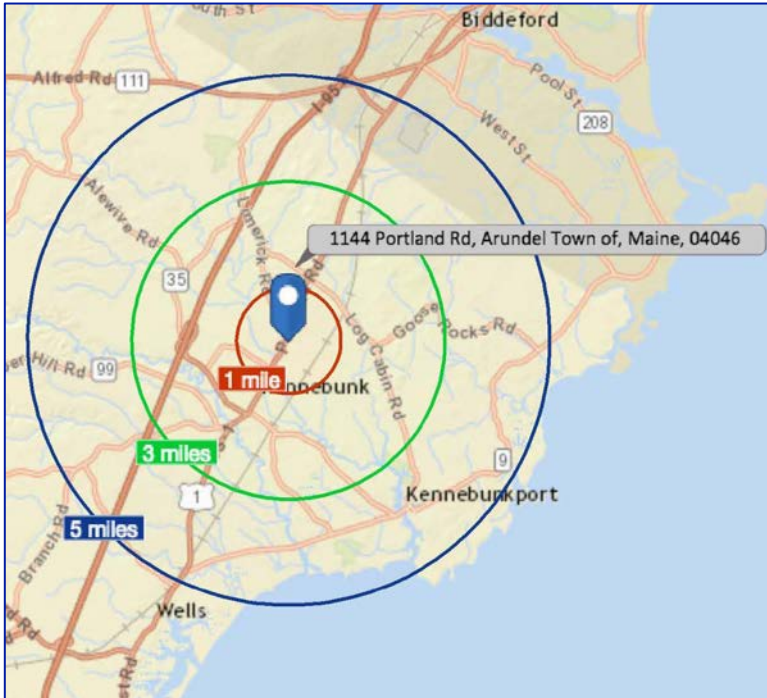 Biddeford
Alfred Rd
111
I-95
Pool St
208
West St
Alewive Rd
Limerick Rd
1144 Portland Rd, Arundel Town of, Maine, 04046
35
Rd
Goose Rocks Rd
Log Cabin Rd
Hill Rd
99
1 mile
3 miles
9
1
Kennebunkport
5 miles
Branch Rd
Wells
Rd